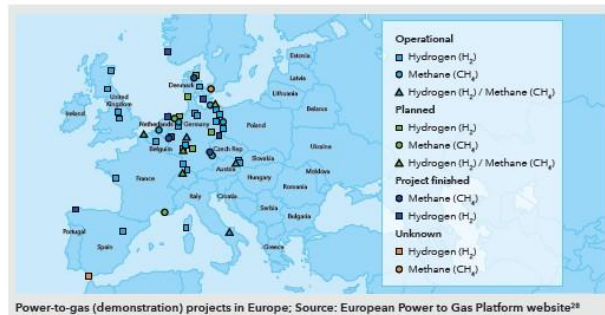 Operational
Hydrogen (H₂)
Methane (CH₄)
Hydrogen (H₂) / Methane (CH₄)
Planned
Hydrogen (H₂)
Methane (CH₄)
Hydrogen (H₂) / Methane (CH₄)
Project finished
Methane (CH₄)
Hydrogen (H₂)
Unknown
Hydrogen (H₂)
Methane (CH₄)
Estonia
Latvia
Lithuania
Denmark
Belarus
Ireland
United
Kingdom
Netherlands
Germany
Poland
Belgium
Czech Rep
Ukraine
Slovakia
Austria
Moldova
France
Hungary
Romania
Italy
Croatia
Serbia
Bulgaria
Portugal
Spain
Greece
Power-to-gas (demonstration) projects in Europe; Source: European Power to Gas Platform website²⁸